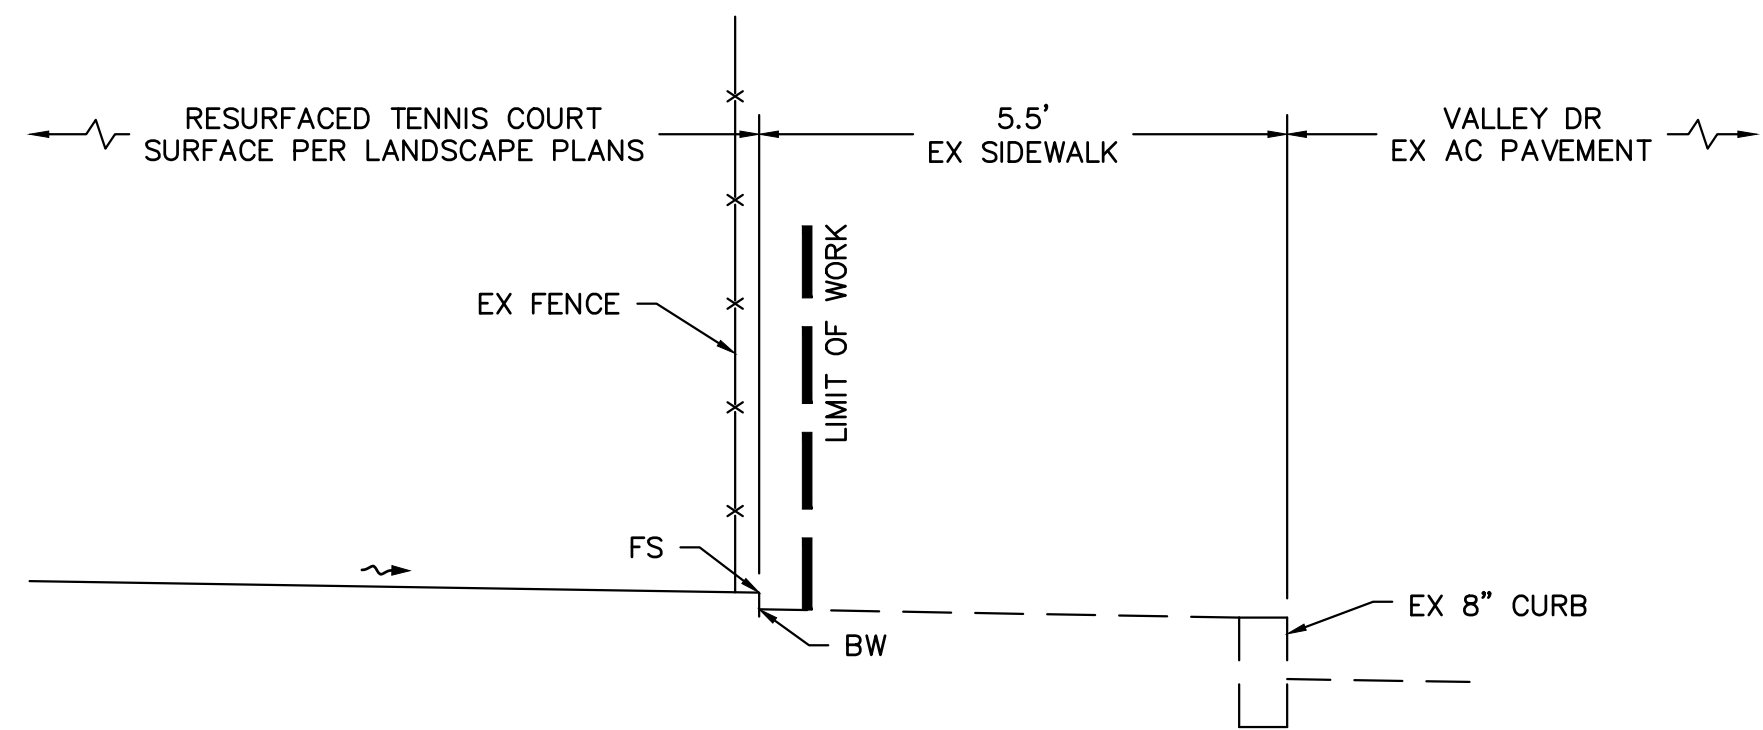 RESURFACED TENNIS COURT
SURFACE PER LANDSCAPE PLANS
5.5'
EX SIDEWALK
VALLEY DR
EX AC PAVEMENT
LIMIT OF WORK
EX FENCE
FS
BW
EX 8" CURB